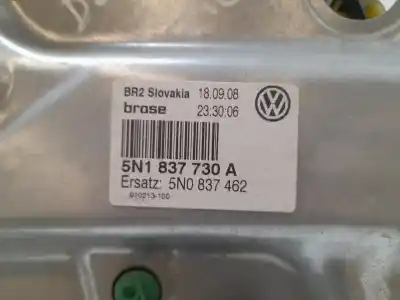 BR2 Slovakia 18.09.08
brose 23:30:06
5N1 837 730 A
Ersatz: 5N0 837 462